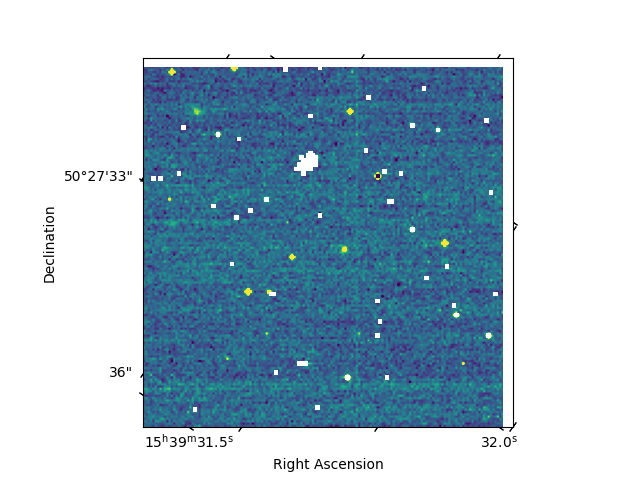 Declination
50°27'33"
36"
15ʰ39ᵐ31.5ˢ
32.0ˢ
Right Ascension